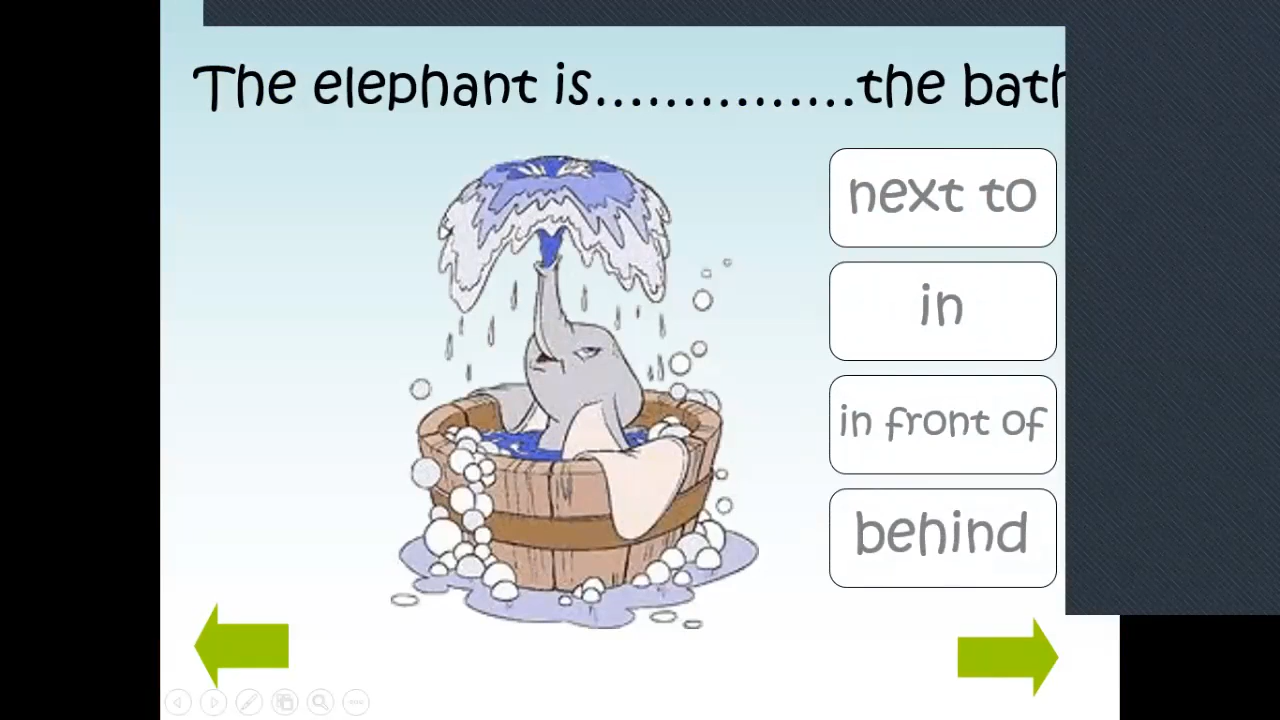 The elephant is...............the bath
next to
in
in front of
behind